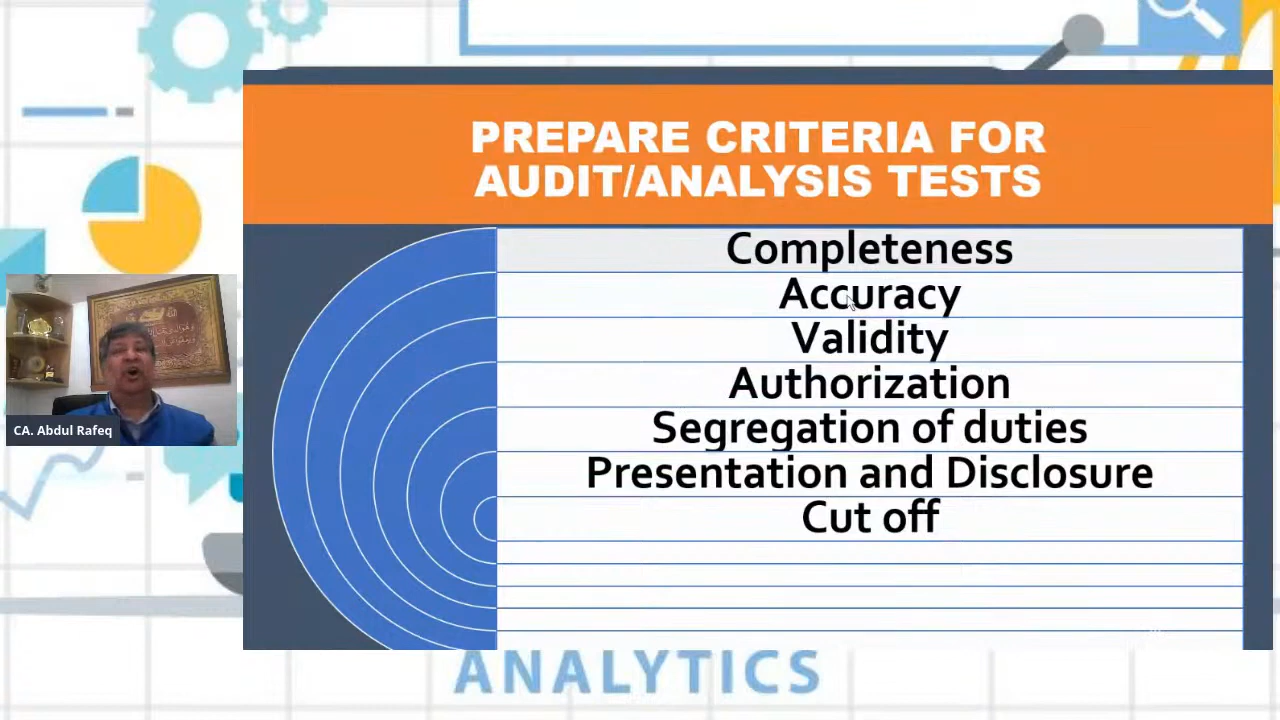 PREPARE CRITERIA FOR
AUDIT/ANALYSIS TESTS
Completeness
Accuracy
Validity
Authorization
Segregation of duties
Presentation and Disclosure
Cut off
CA. Abdul Rafeq
ANALYTICS